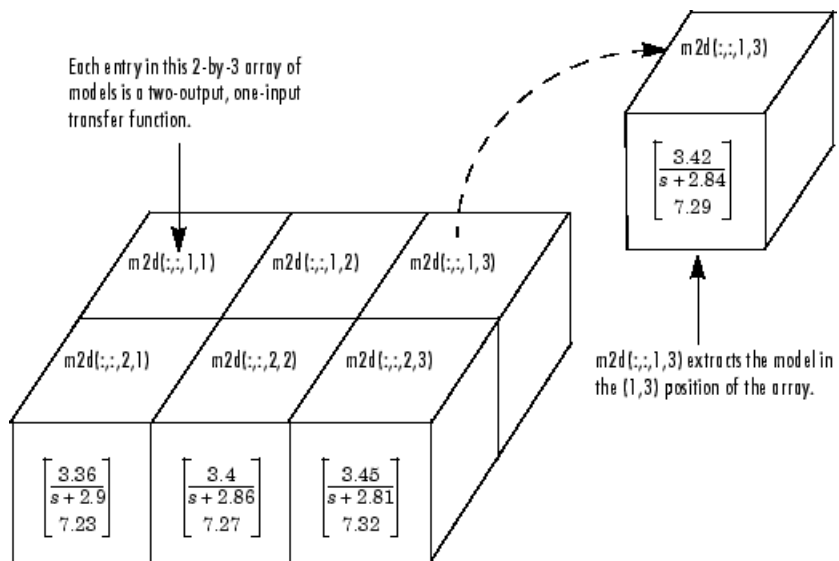 Each entry in this 2-by-3 array of
models is a two-output, one-input
transfer function.
m2d(:,:,1,3)
3.42
s + 2.84
7.29
m2d(:,:,1,1)
m2d(:,:,1,2)
m2d(:,:,1,3)
m2d(:,:,2,1)
m2d(:,:,2,2)
m2d(:,:,2,3)
m2d(:,:,1,3) extracts the model in
the (1,3) position of the array.
3.36
s + 2.9
7.23
3.4
s + 2.86
7.27
3.45
s + 2.81
7.32